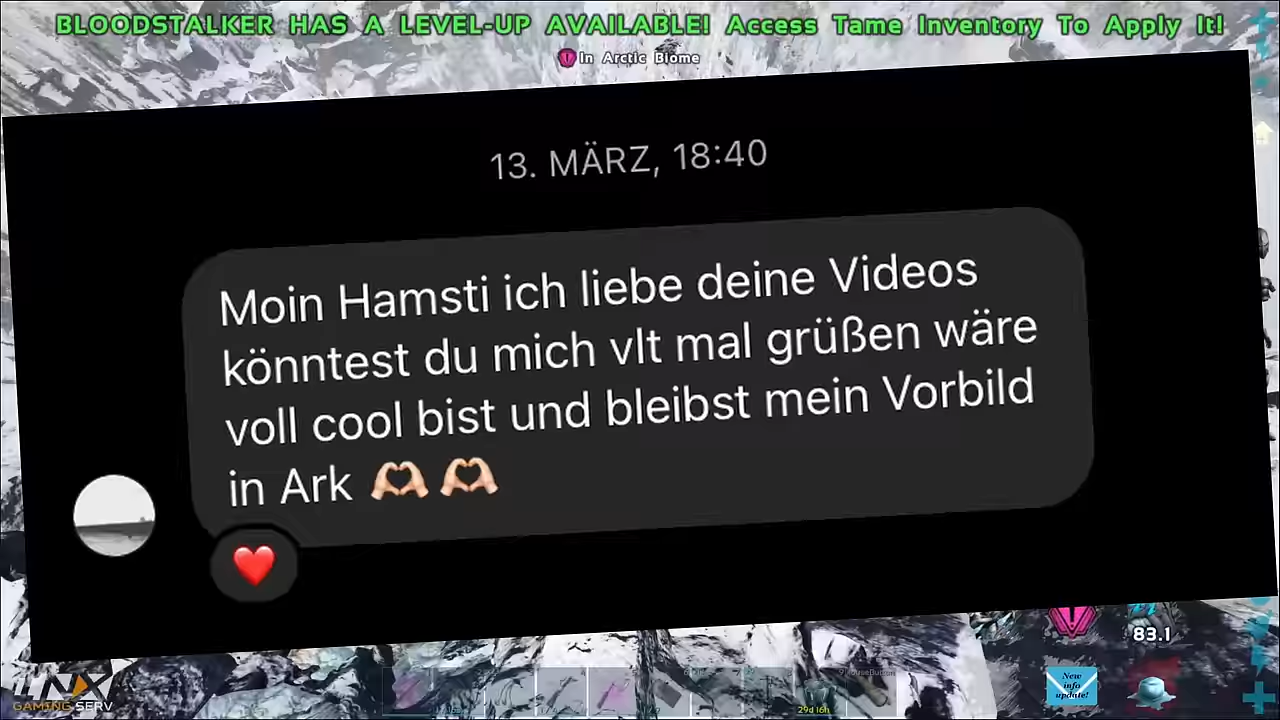 BLOODSTALKER HAS A LEVEL-UP AVAILABLE! Access Tame Inventory To Apply It!
In Arctic Biome
13. MÄRZ, 18:40
Moin Hamsti ich liebe deine Videos
könntest du mich vlt mal grüßen wäre
voll cool bist und bleibst mein Vorbild
in Ark 🫶🏻 🫶🏻
❤️
83.1
New
info
update!
29d 16h
GAMING SERV